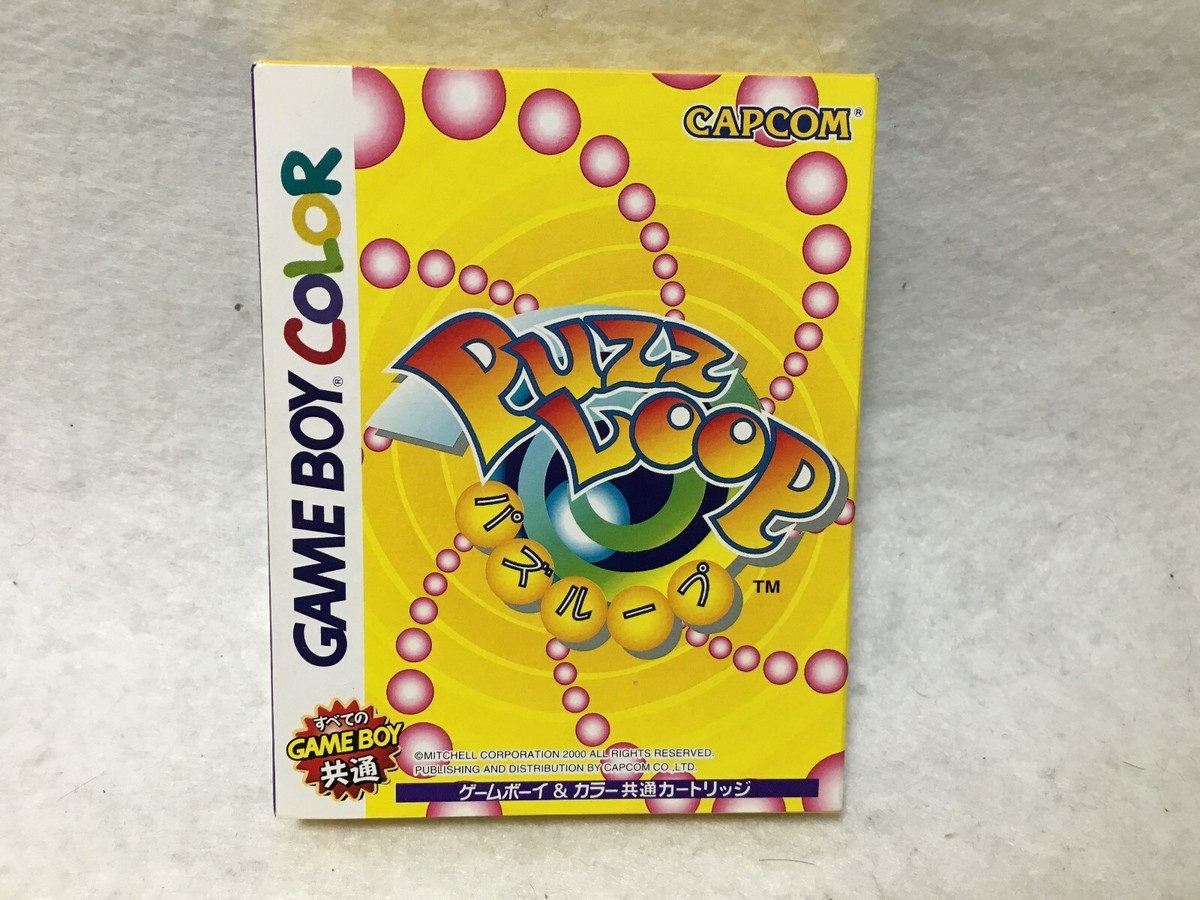 CAPCOM®
GAME BOY® COLOR
PUZZ
LOOP
パズループ
TM
すべての
GAME BOY
共通
©MITCHELL CORPORATION 2000 ALL RIGHTS RESERVED.
PUBLISHING AND DISTRIBUTION BY CAPCOM CO., LTD.
ゲームボーイ & カラー共通カートリッジ